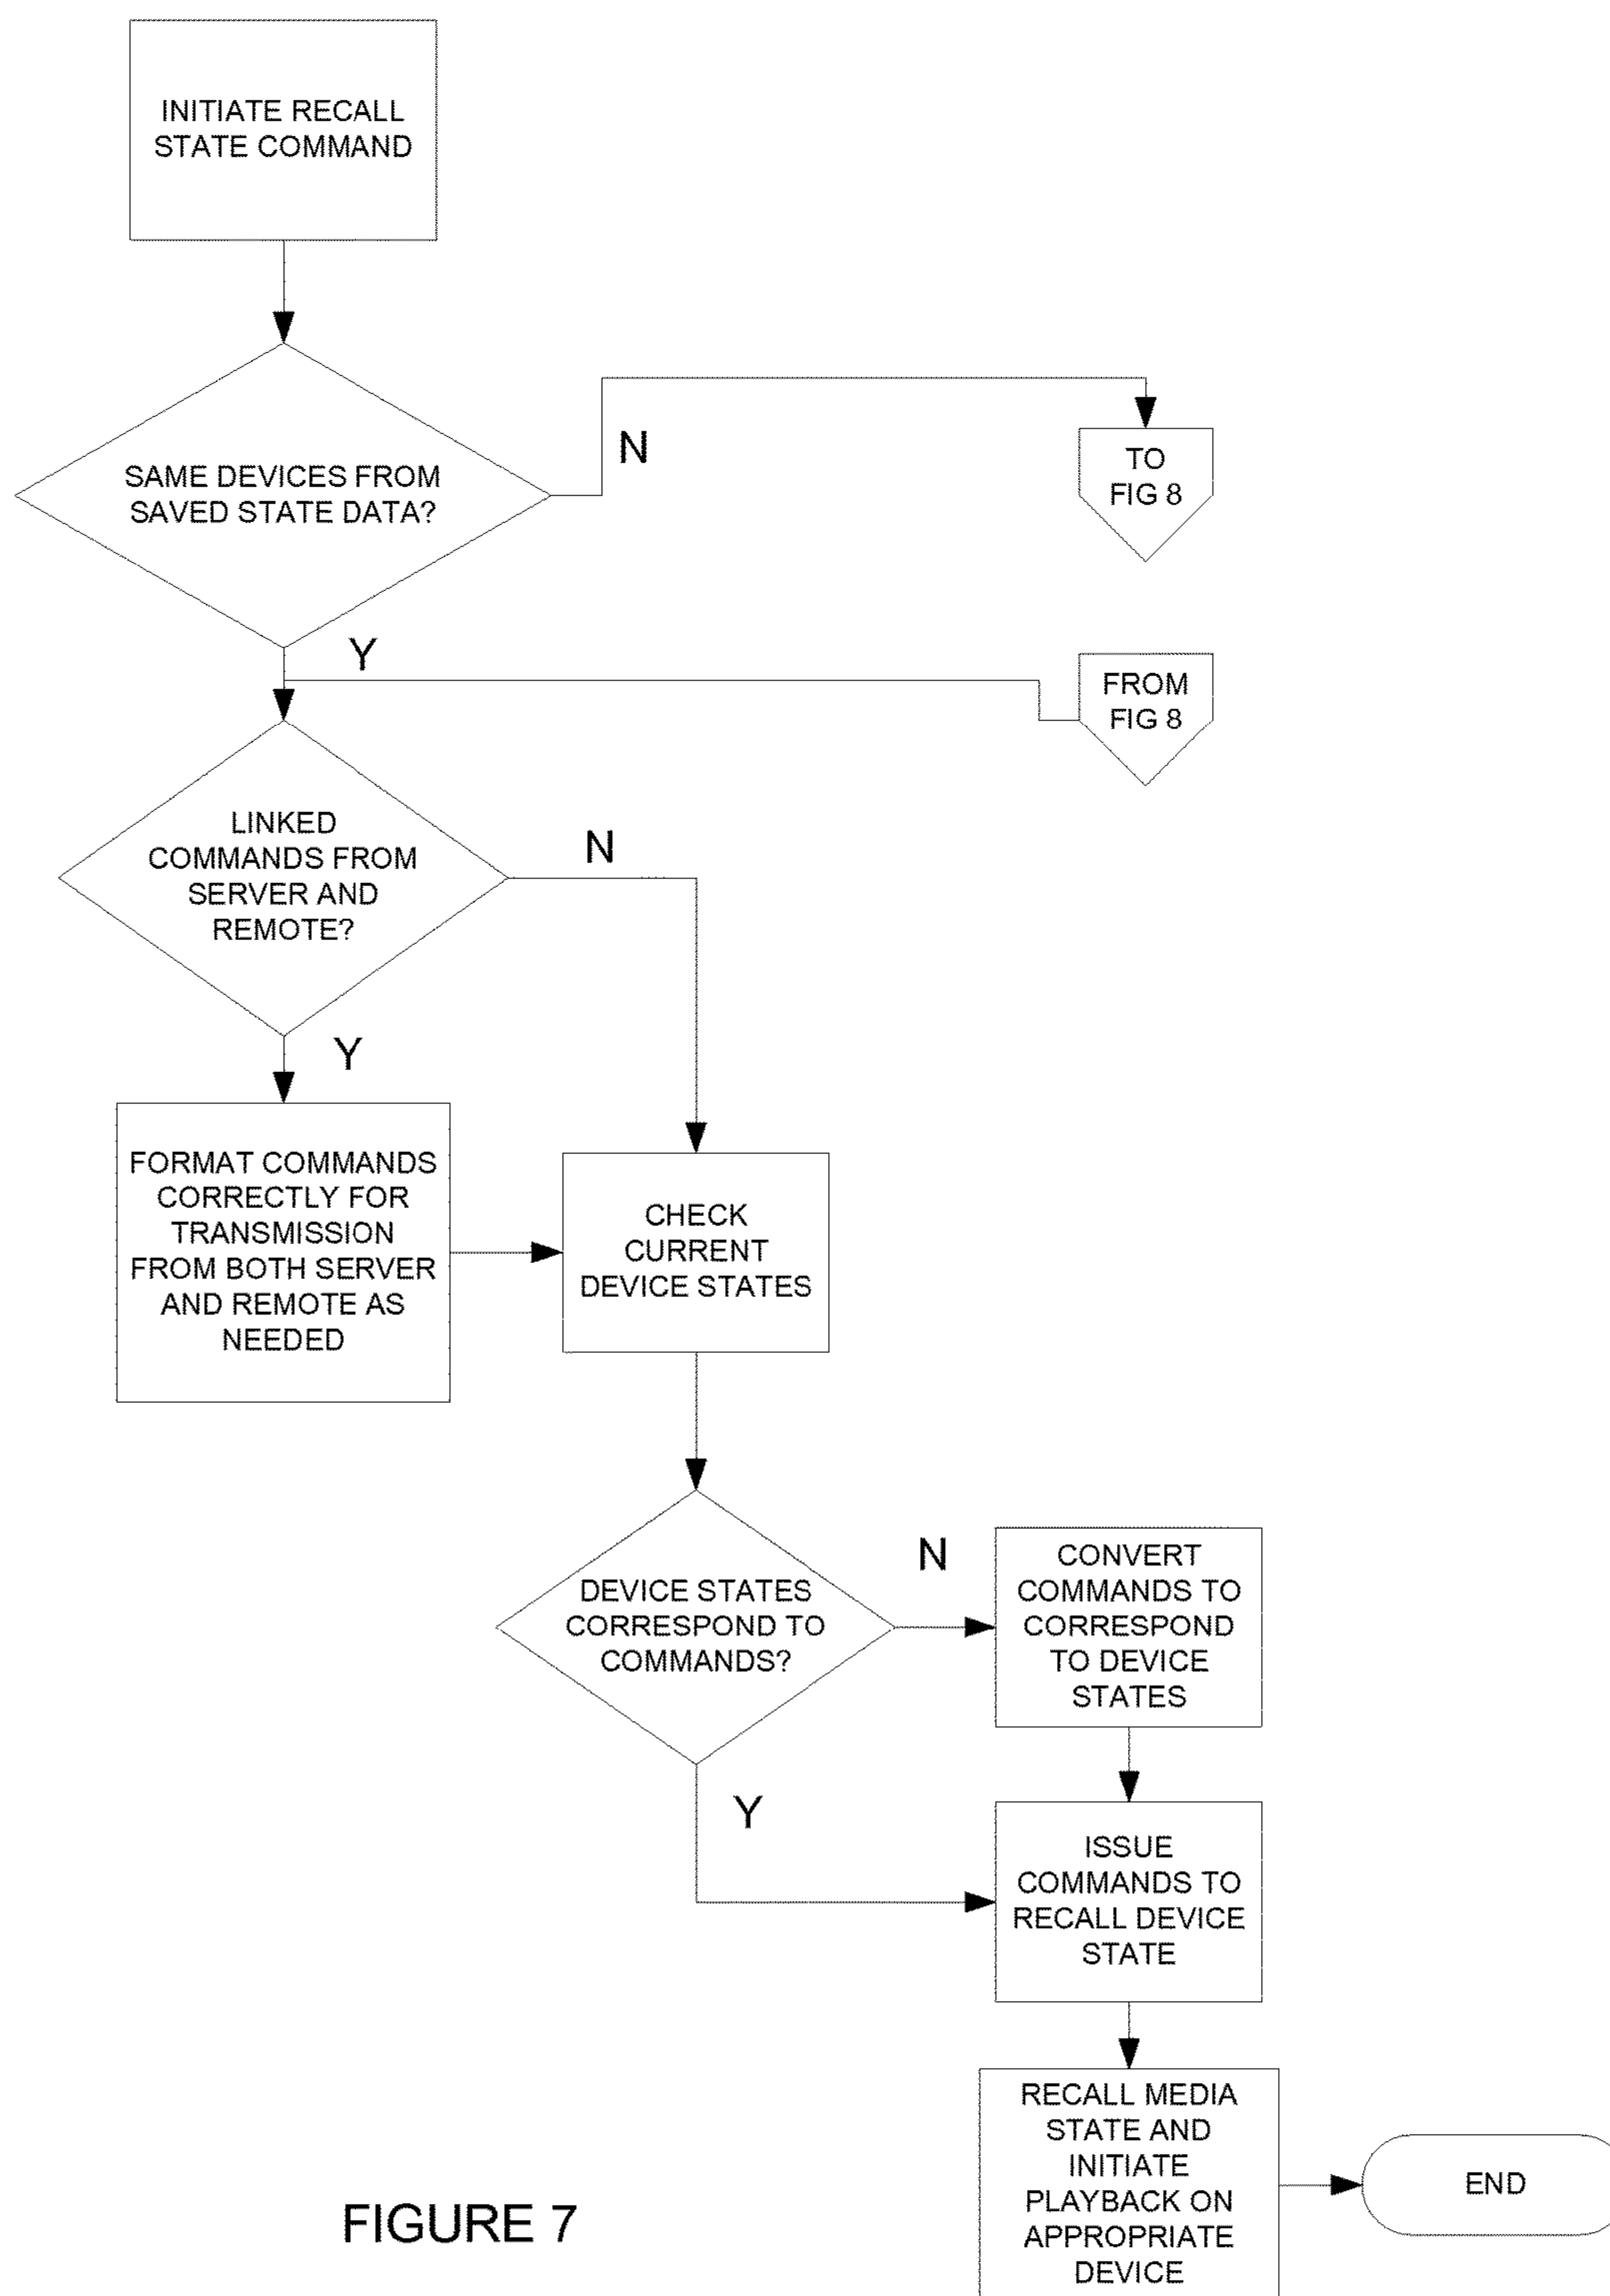 INITIATE RECALL
STATE COMMAND
SAME DEVICES FROM
SAVED STATE DATA?
N
TO
FIG 8
Y
FROM
FIG 8
LINKED
COMMANDS FROM
SERVER AND
REMOTE?
N
Y
FORMAT COMMANDS
CORRECTLY FOR
TRANSMISSION
FROM BOTH SERVER
AND REMOTE AS
NEEDED
CHECK
CURRENT
DEVICE STATES
DEVICE STATES
CORRESPOND TO
COMMANDS?
N
CONVERT
COMMANDS TO
CORRESPOND
TO DEVICE
STATES
Y
ISSUE
COMMANDS TO
RECALL DEVICE
STATE
RECALL MEDIA
STATE AND
INITIATE
PLAYBACK ON
APPROPRIATE
DEVICE
END
FIGURE 7